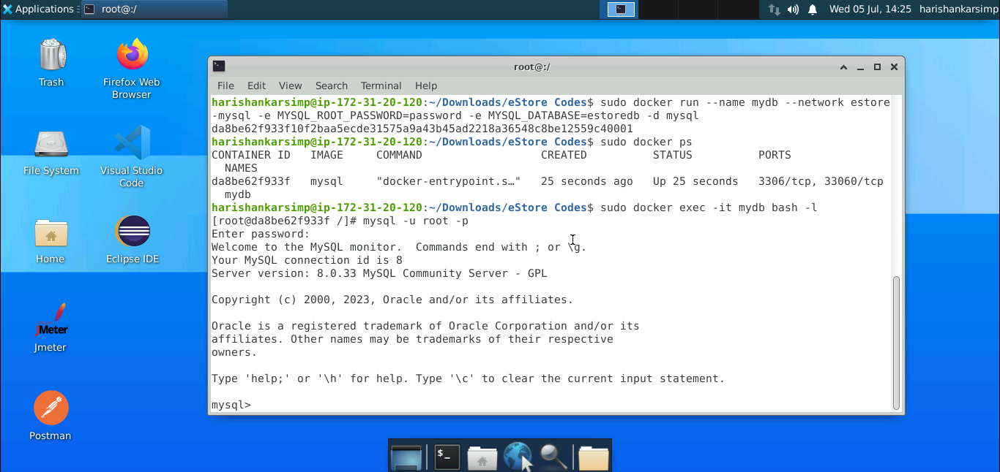 Applications
root@:/
Wed 05 Jul, 14:25
harishankarsimp
Trash
Firefox Web
Browser
File System
Visual Studio
Code
Home
Eclipse IDE
JMeter
Jmeter
Postman
root@:/
File Edit View Search Terminal Help
harishankarsimp@ip-172-31-20-120:~/Downloads/eStore Codes$ sudo docker run --name mydb --network estore
-mysql -e MYSQL_ROOT_PASSWORD=password -e MYSQL_DATABASE=estoredb -d mysql
da8be62f933f10f2baa5ecde31575a9a43b45ad2218a36548c8be12559c40001
harishankarsimp@ip-172-31-20-120:~/Downloads/eStore Codes$ sudo docker ps
CONTAINER ID   IMAGE     COMMAND                  CREATED          STATUS          PORTS
  NAMES
da8be62f933f   mysql     "docker-entrypoint.s…"   25 seconds ago   Up 25 seconds   3306/tcp, 33060/tcp
  mydb
harishankarsimp@ip-172-31-20-120:~/Downloads/eStore Codes$ sudo docker exec -it mydb bash -l
[root@da8be62f933f /]# mysql -u root -p
Enter password:
Welcome to the MySQL monitor.  Commands end with ; or \g.
Your MySQL connection id is 8
Server version: 8.0.33 MySQL Community Server - GPL
Copyright (c) 2000, 2023, Oracle and/or its affiliates.
Oracle is a registered trademark of Oracle Corporation and/or its
affiliates. Other names may be trademarks of their respective
owners.
Type 'help;' or '\h' for help. Type '\c' to clear the current input statement.
mysql>
$_